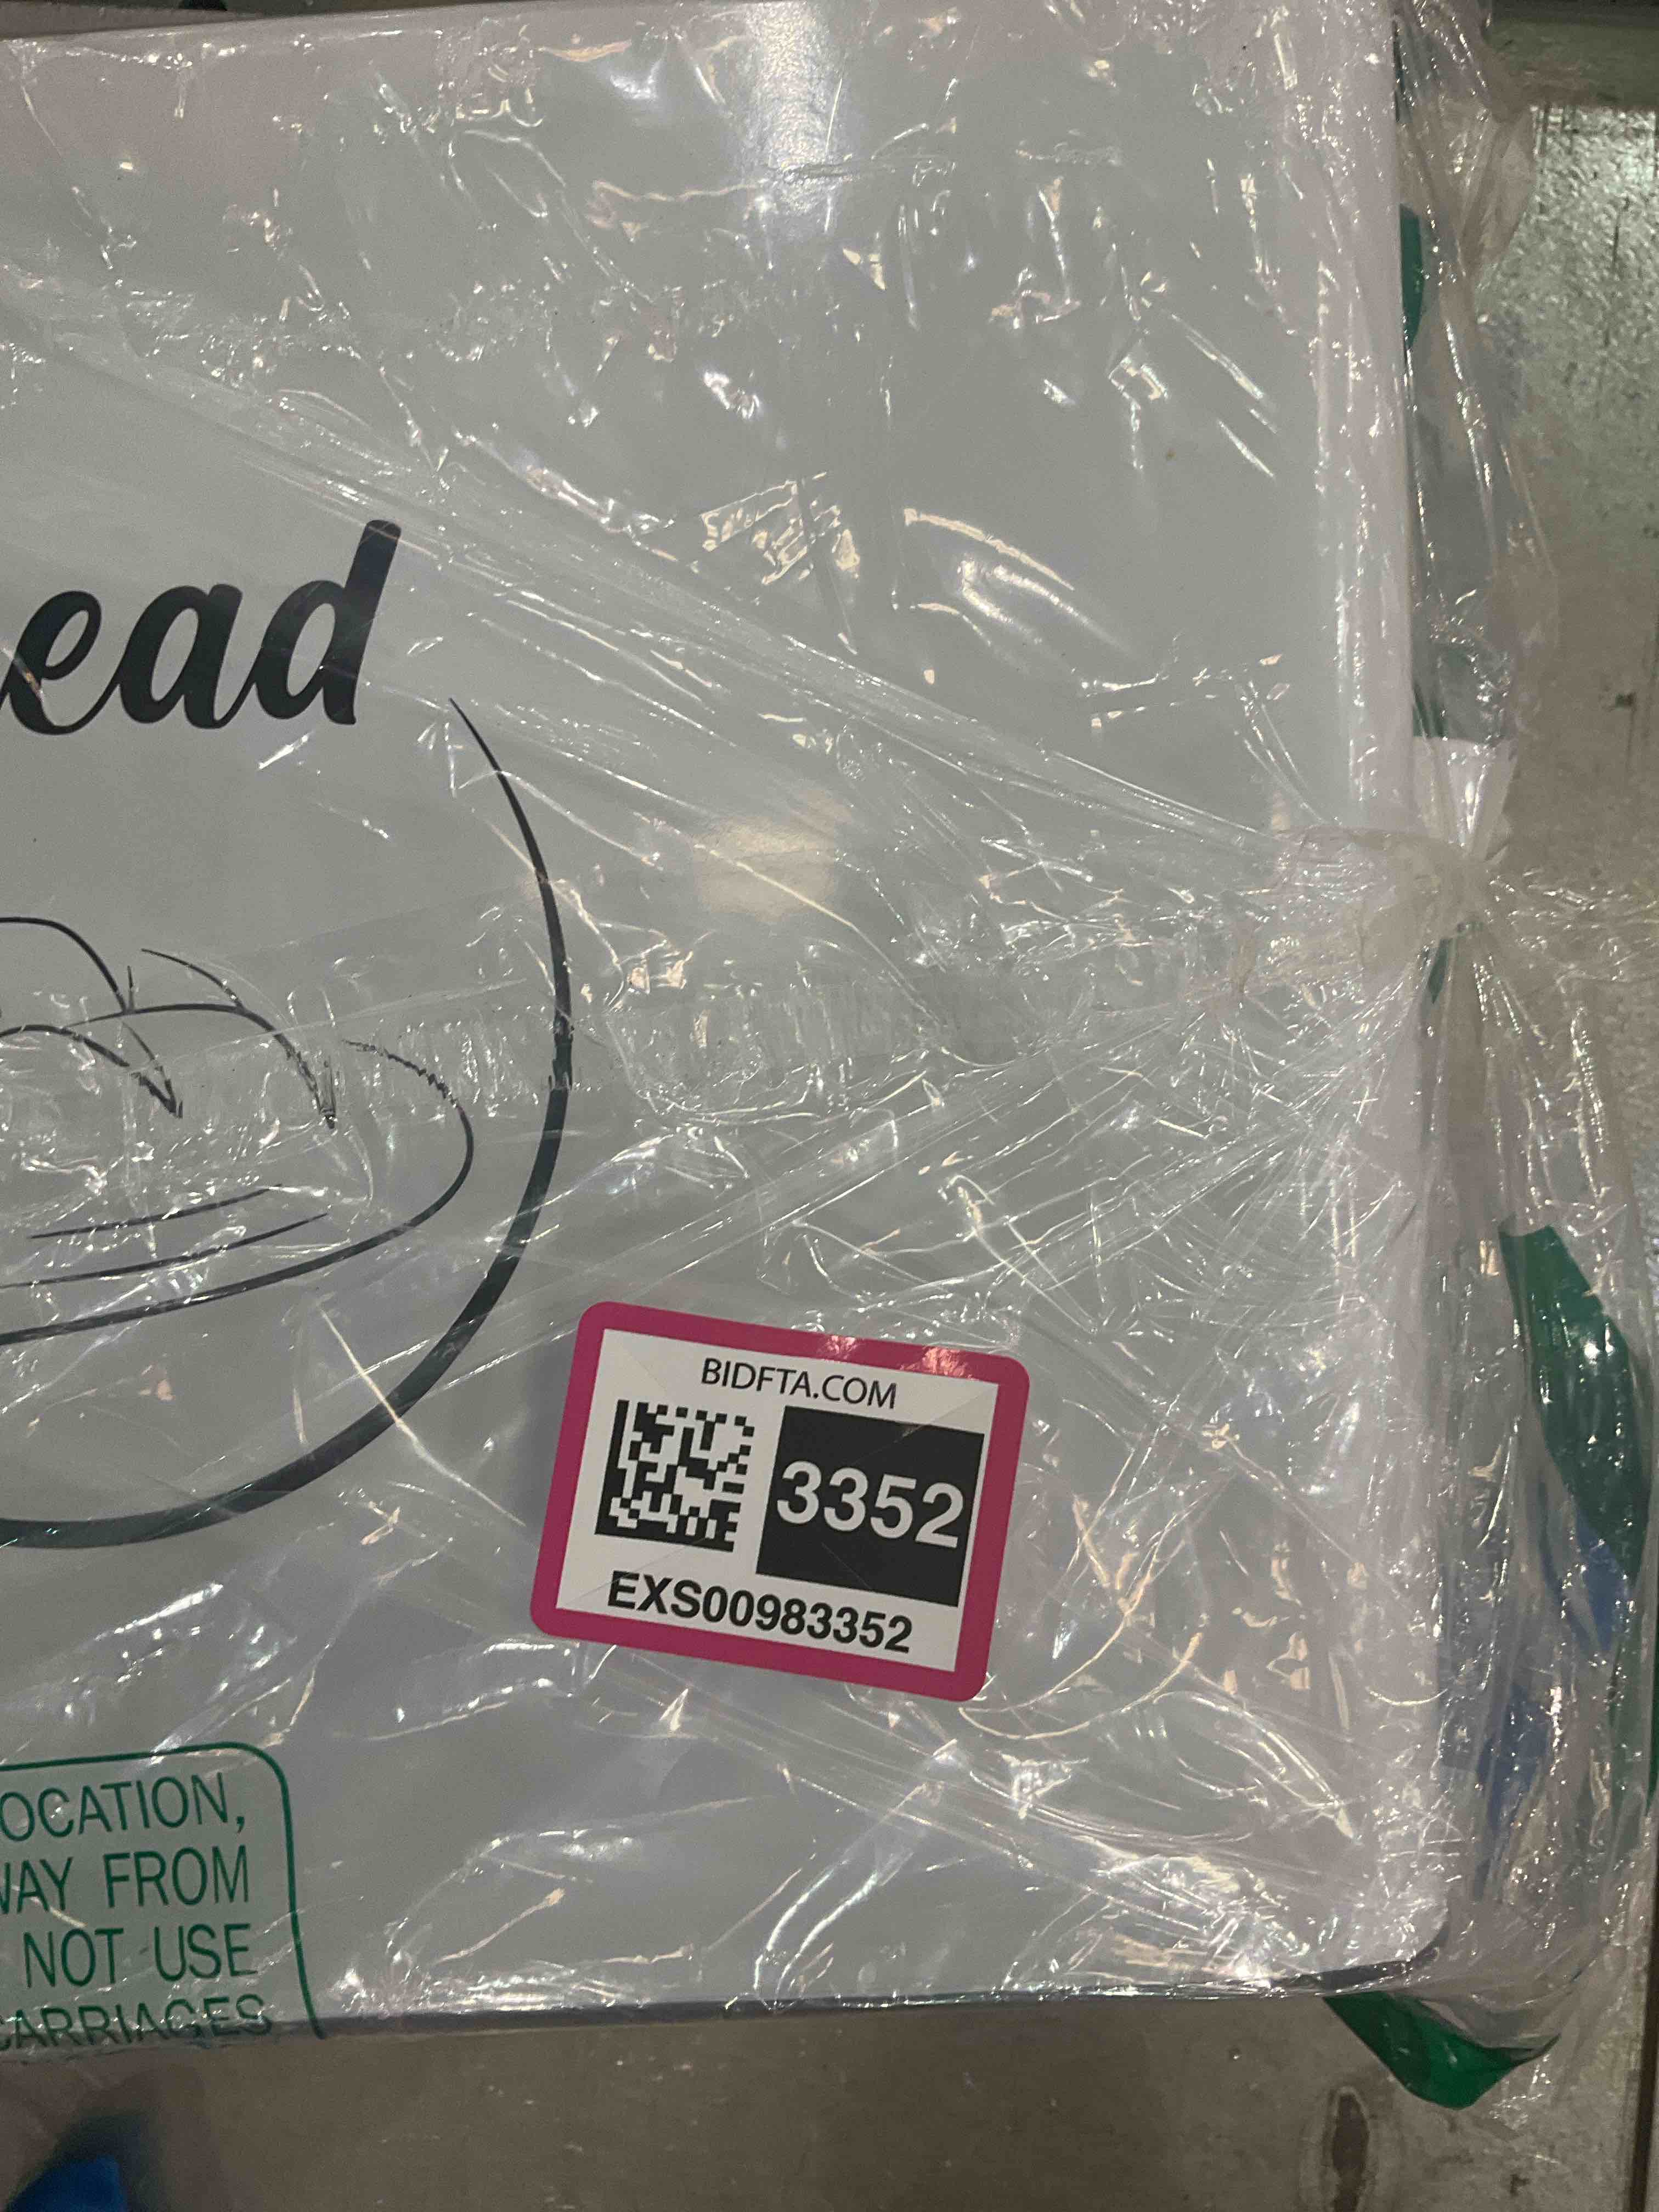 ead
BIDFTA.COM
3352
EXS00983352
OCATION,
WAY FROM
NOT USE
CARRIAGES